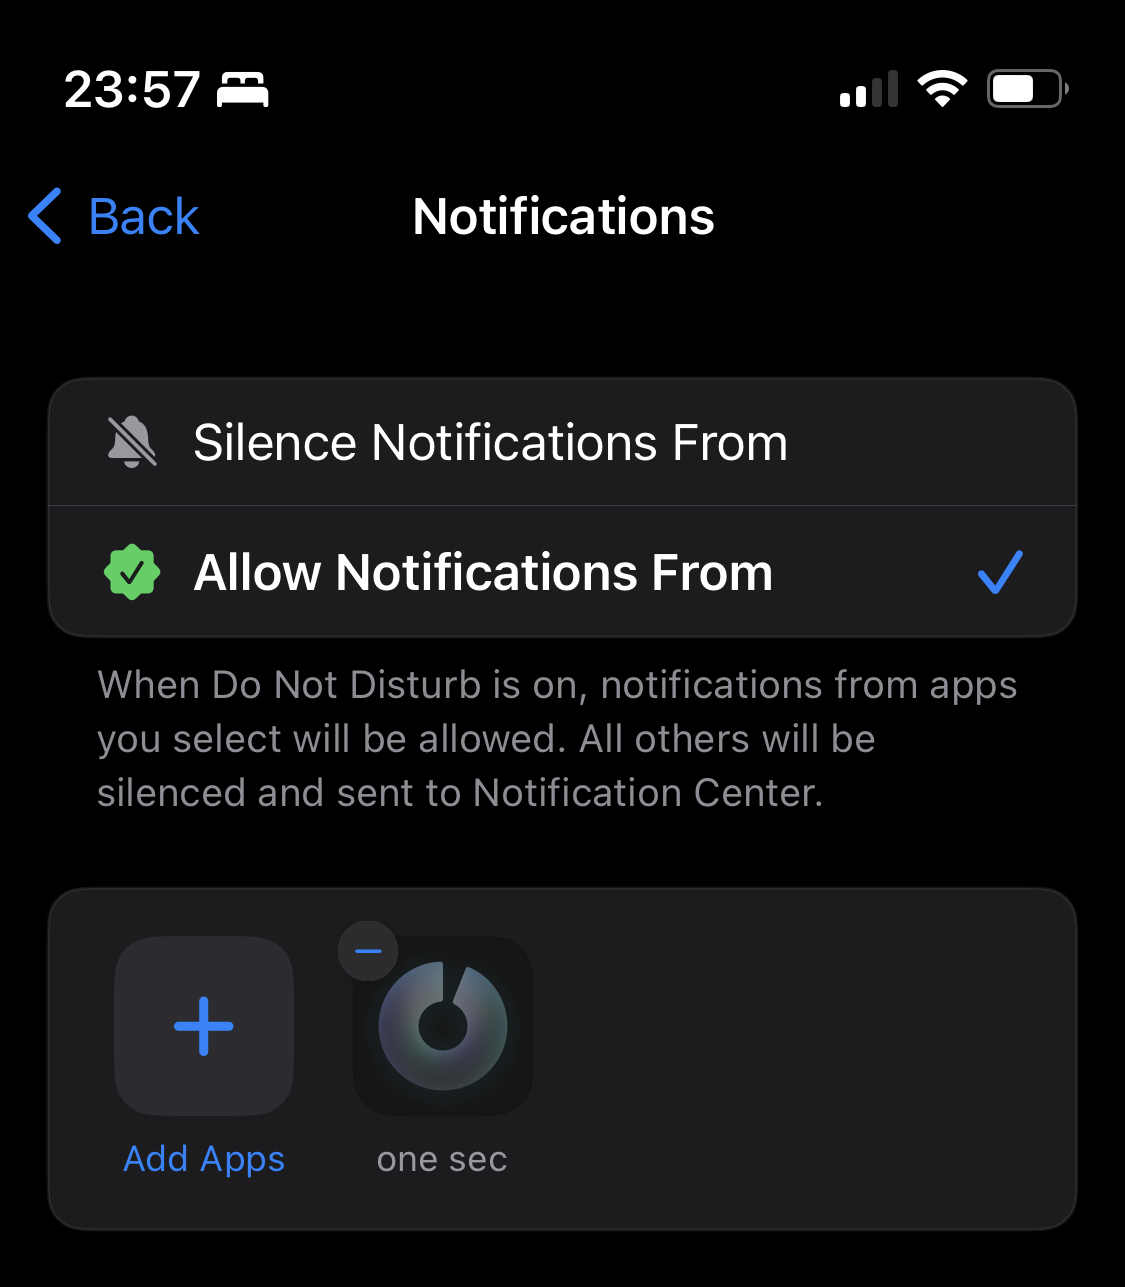 23:57
Back
Notifications
Silence Notifications From
Allow Notifications From
When Do Not Disturb is on, notifications from apps
you select will be allowed. All others will be
silenced and sent to Notification Center.
Add Apps
one sec